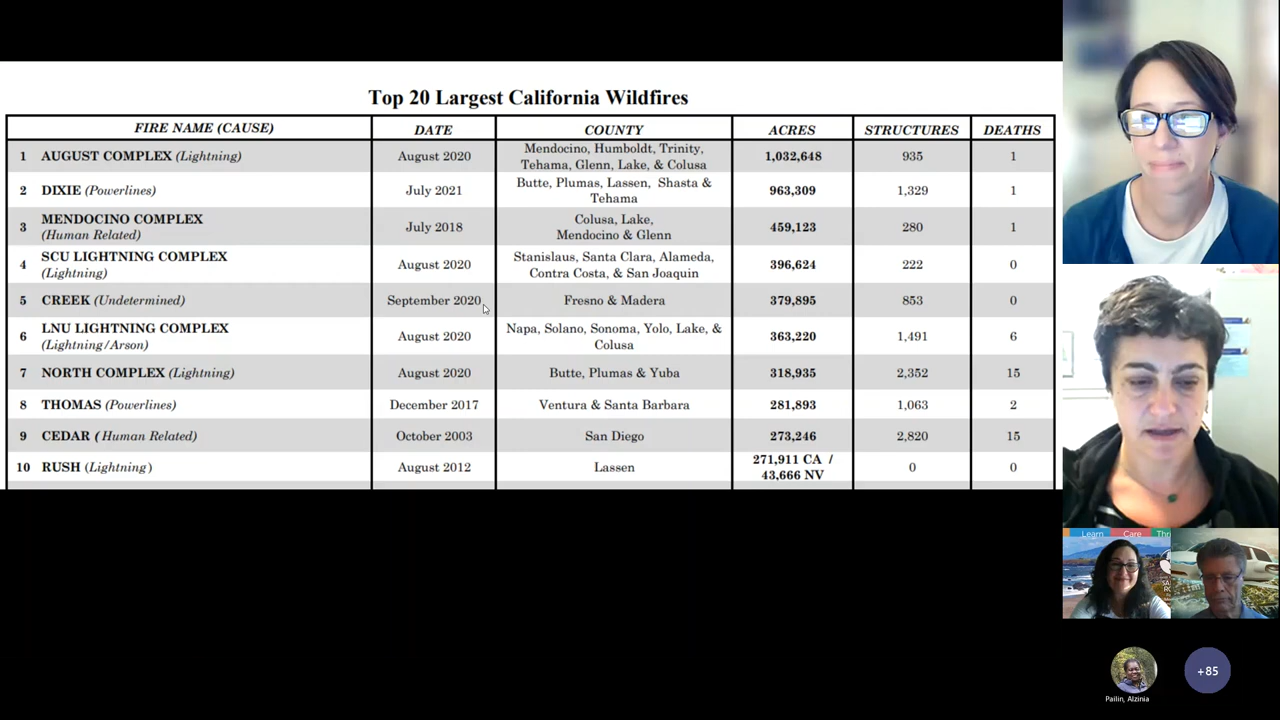 Top 20 Largest California Wildfires
FIRE NAME (CAUSE) DATE COUNTY ACRES STRUCTURES DEATHS
1 AUGUST COMPLEX (Lightning) August 2020 Mendocino, Humboldt, Trinity, 1,032,648 935 1
Tehama, Glenn, Lake, & Colusa
2 DIXIE (Powerlines) July 2021 Butte, Plumas, Lassen, Shasta & 963,309 1,329 1
Tehama
3 MENDOCINO COMPLEX July 2018 Colusa, Lake, 459,123 280 1
(Human Related) Mendocino & Glenn
4 SCU LIGHTNING COMPLEX August 2020 Stanislaus, Santa Clara, Alameda, 396,624 222 0
(Lightning) Contra Costa, & San Joaquin
5 CREEK (Undetermined) September 2020 Fresno & Madera 379,895 853 0
6 LNU LIGHTNING COMPLEX August 2020 Napa, Solano, Sonoma, Yolo, Lake, & 363,220 1,491 6
(Lightning/Arson) Colusa
7 NORTH COMPLEX (Lightning) August 2020 Butte, Plumas & Yuba 318,935 2,352 15
8 THOMAS (Powerlines) December 2017 Ventura & Santa Barbara 281,893 1,063 2
9 CEDAR ( Human Related) October 2003 San Diego 273,246 2,820 15
10 RUSH (Lightning ) August 2012 Lassen 271,911 CA / 0 0
43,666 NV
Learn Care
Pailin, Alzinia
+85